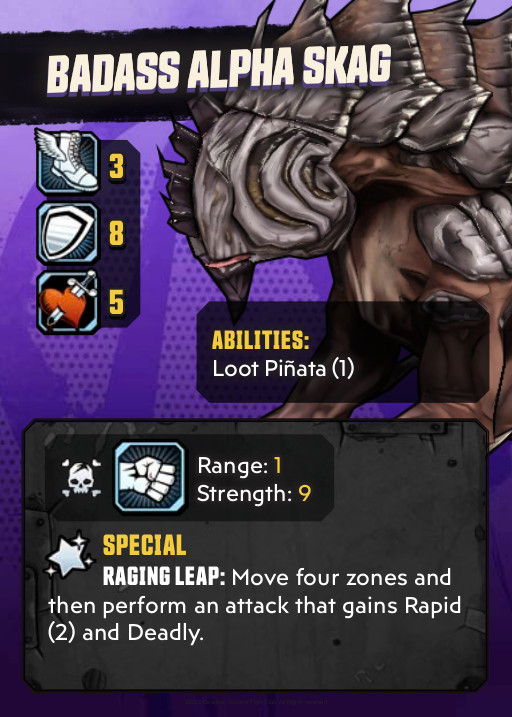 BADASS ALPHA SKAG
3
8
5
ABILITIES:
Loot Piñata (1)
Range: 1
Strength: 9
SPECIAL
RAGING LEAP: Move four zones and
then perform an attack that gains Rapid
(2) and Deadly.